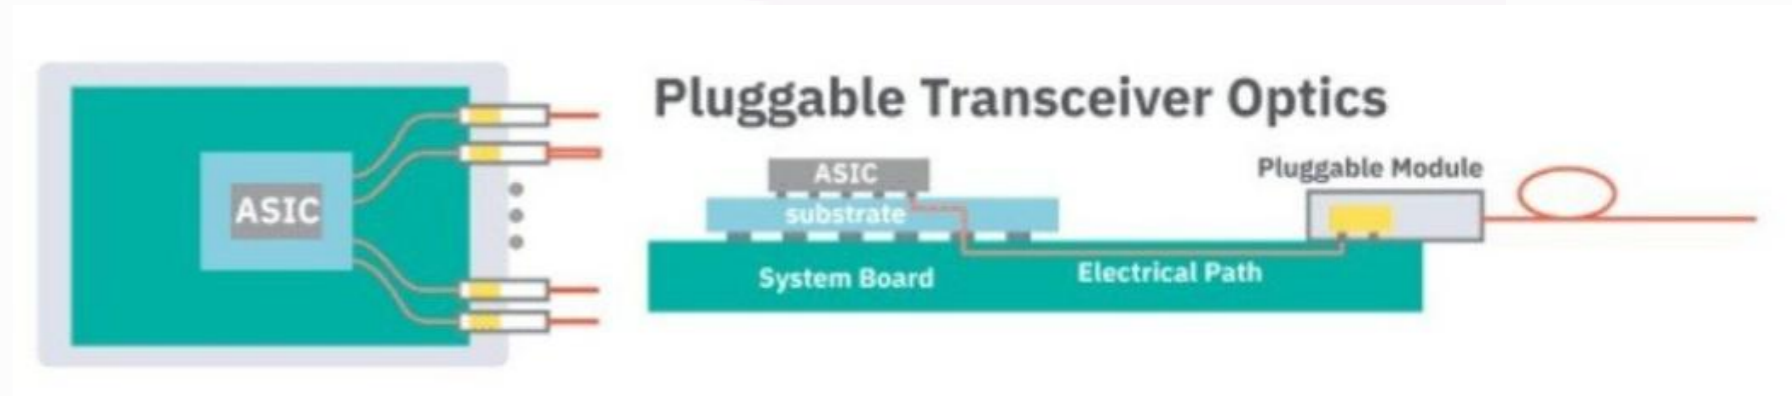 Pluggable Transceiver Optics
ASIC
ASIC
substrate
System Board
Electrical Path
Pluggable Module